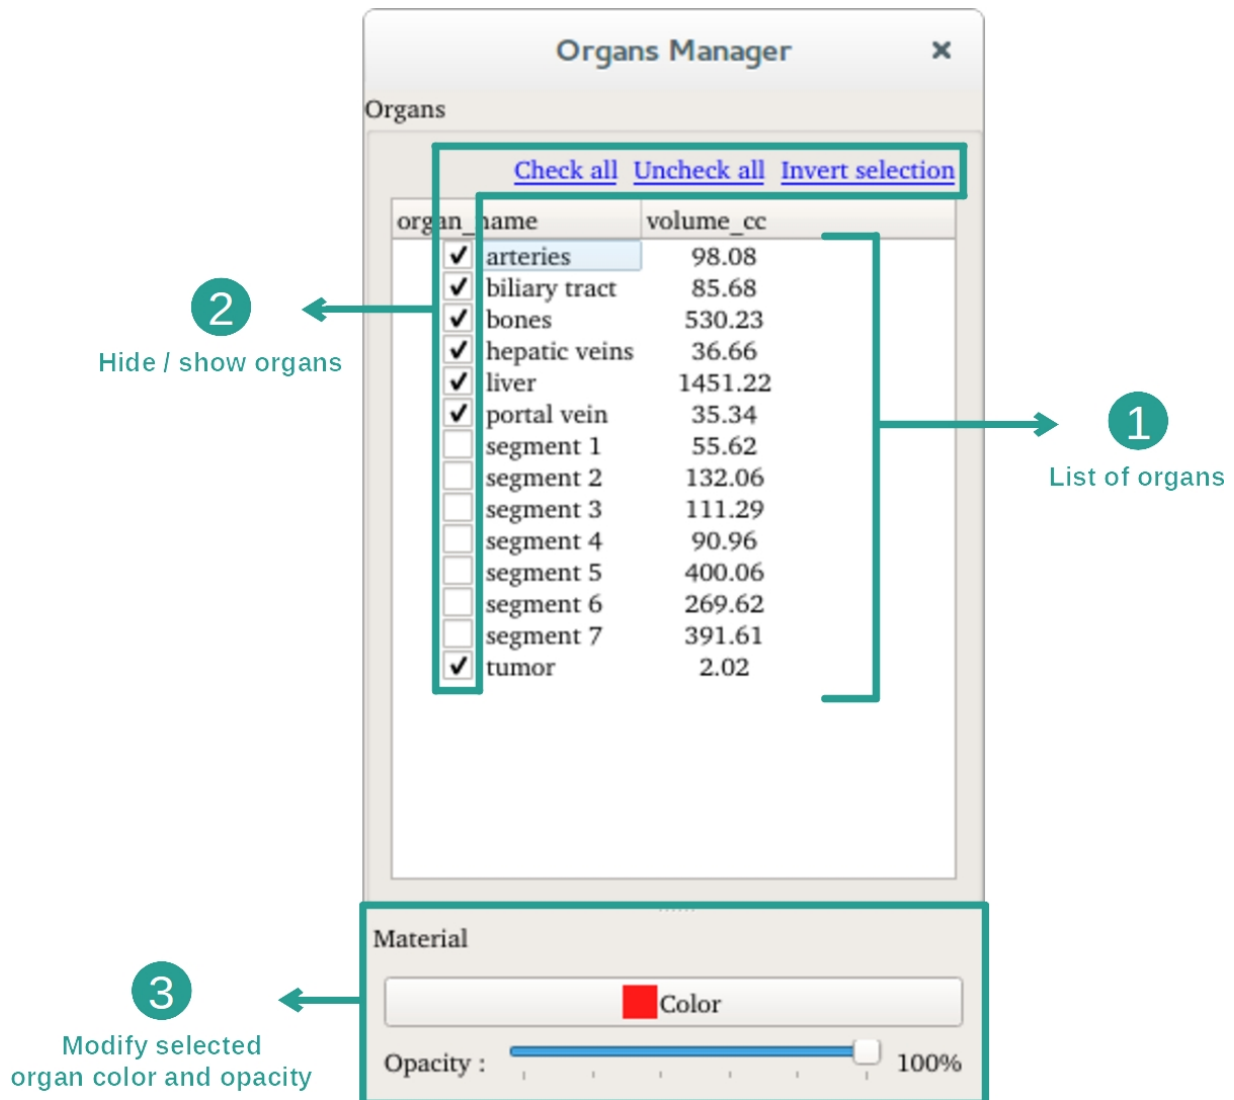 Organs Manager
Organs
Check all Uncheck all Invert selection
organ_name volume_cc
arteries 98.08
biliary tract 85.68
bones 530.23
hepatic veins 36.66
liver 1451.22
portal vein 35.34
segment 1 55.62
segment 2 132.06
segment 3 111.29
segment 4 90.96
segment 5 400.06
segment 6 269.62
segment 7 391.61
tumor 2.02
2
Hide / show organs
1
List of organs
Material
Color
Opacity : 100%
3
Modify selected
organ color and opacity